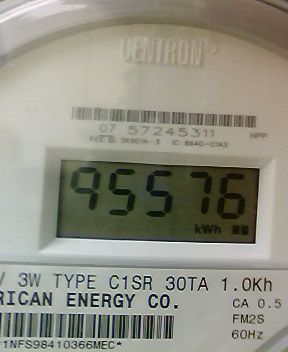 CENTRON
07 57245311
95576
kWh
3W TYPE C1SR 30TA 1.0Kh
RICAN ENERGY CO.
CA 0.5
FM2S
60Hz
1NFS98410366MEC*